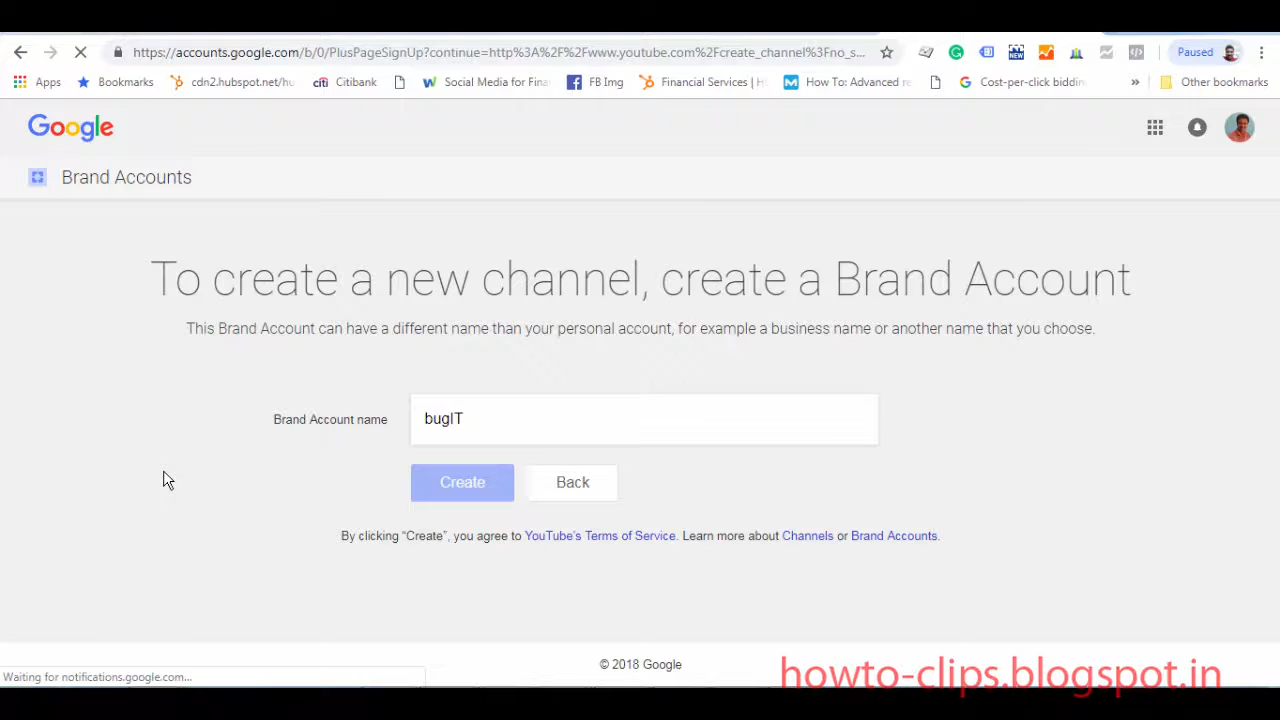 https://accounts.google.com/b/0/PlusPageSignUp?continue=http%3A%2F%2Fwww.youtube.com%2Fcreate_channel%3Fno_s...
Paused
Apps
Bookmarks
cdn2.hubspot.net/hu
citi Citibank
Social Media for Fina
FB Img
Financial Services | H
How To: Advanced re
Cost-per-click biddin
»
Other bookmarks
Google
Brand Accounts
To create a new channel, create a Brand Account
This Brand Account can have a different name than your personal account, for example a business name or another name that you choose.
Brand Account name
bugIT
Create
Back
By clicking “Create”, you agree to YouTube's Terms of Service. Learn more about Channels or Brand Accounts.
© 2018 Google
Waiting for notifications.google.com...
howto-clips.blogspot.in